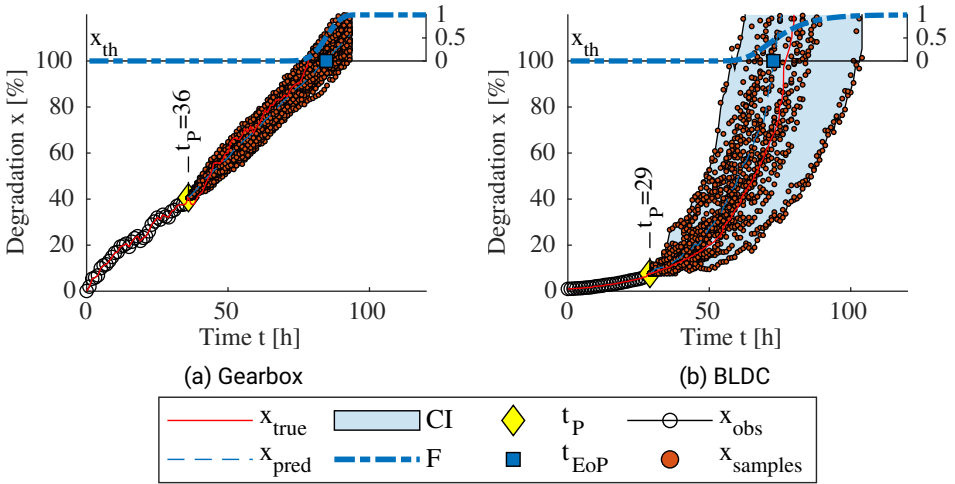 1
0.5
0
x_th
100
80
60
40
20
0
Degradation x [%]
t_P=36
0
50
100
Time t [h]
(a) Gearbox
1
0.5
0
x_th
100
80
60
40
20
0
Degradation x [%]
t_P=29
0
50
100
Time t [h]
(b) BLDC
x_true CI t_P x_obs
x_pred F t_EoP x_samples